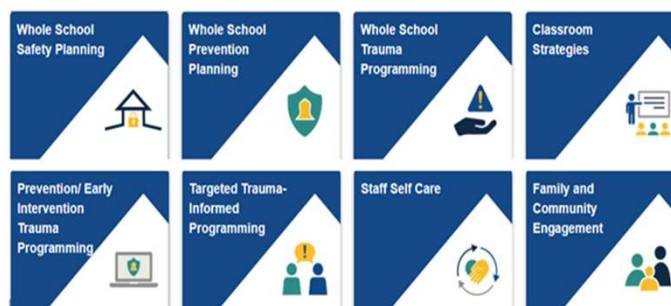 Whole School
Safety Planning
Whole School
Prevention
Planning
Whole School
Trauma
Programming
Classroom
Strategies
Prevention/ Early
Intervention
Trauma
Programming
Targeted Trauma-
Informed
Programming
Staff Self Care
Family and
Community
Engagement